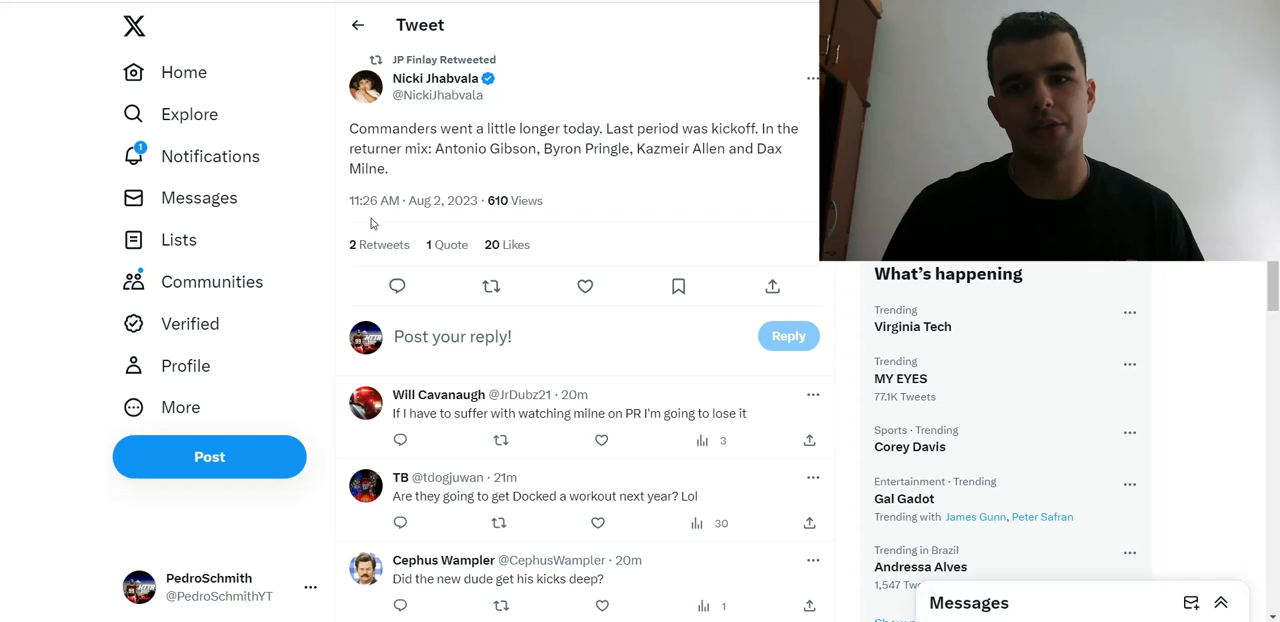 Tweet
JP Finlay Retweeted
Nicki Jhabvala
@NickiJhabvala
Commanders went a little longer today. Last period was kickoff. In the
returner mix: Antonio Gibson, Byron Pringle, Kazmeir Allen and Dax
Milne.
11:26 AM · Aug 2, 2023 · 610 Views
2 Retweets 1 Quote 20 Likes
Post your reply!
Reply
Will Cavanaugh @JrDubz21 · 20m
If I have to suffer with watching milne on PR I'm going to lose it
3
TB @tdogjuwan · 21m
Are they going to get Docked a workout next year? Lol
30
Cephus Wampler @CephusWampler · 20m
Did the new dude get his kicks deep?
1
Home
Explore
1
Notifications
Messages
Lists
Communities
Verified
Profile
More
Post
PedroSchmith
@PedroSchmithYT
What's happening
Trending
Virginia Tech
Trending
MY EYES
77.1K Tweets
Sports · Trending
Corey Davis
Entertainment · Trending
Gal Gadot
Trending with James Gunn, Peter Safran
Trending in Brazil
Andressa Alves
1,547
Messages